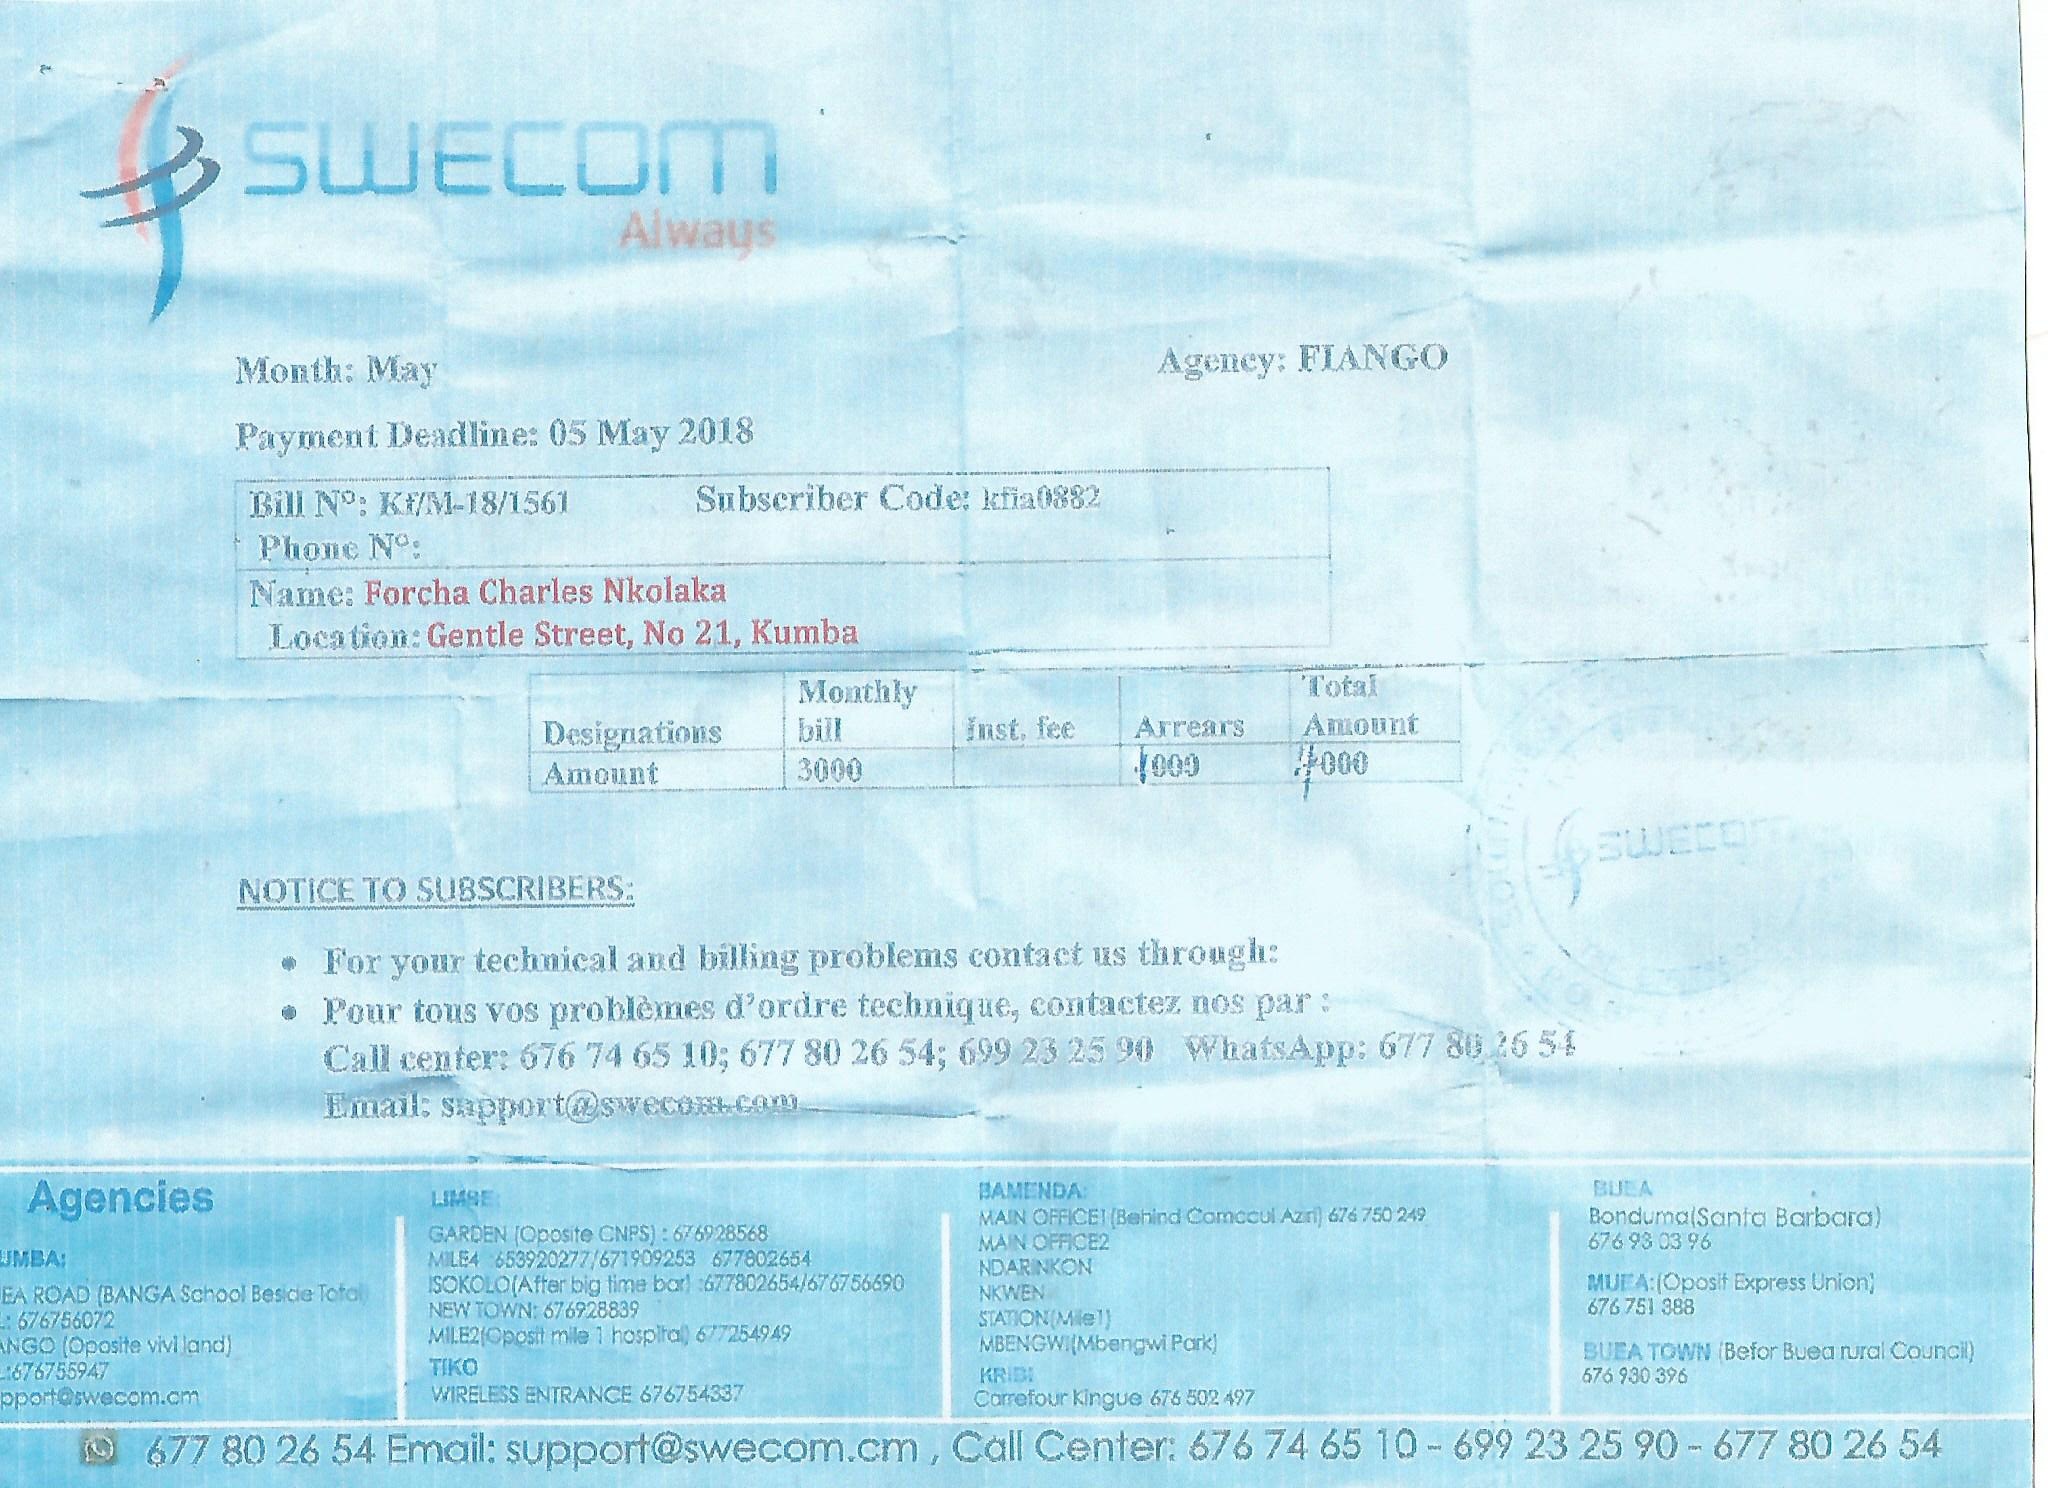 SWECOM
Always
Month: May
Agency: FIANGO
Payment Deadline: 05 May 2018
Bill N°: Kf/M-18/1561 Subscriber Code: kfia0882
Phone N°:
Name: Forcha Charles Nkolaka
Location: Gentle Street, No 21, Kumba
Designations Monthly bill Inst. fee Arrears Total Amount
Amount 3000 1000 4000
NOTICE TO SUBSCRIBERS:
• For your technical and billing problems contact us through:
• Pour tous vos problèmes d'ordre technique, contactez nos par :
Call center: 676 74 65 10; 677 80 26 54; 699 23 25 90 WhatsApp: 677 80 26 54
Email: support@swecom.com
SWECOM
Agencies
UMBA:
EA ROAD (BANGA School Beside Total)
L: 676756072
ANGO (Oposite vivi land)
L:676755947
pport@swecom.cm
LIMBE:
GARDEN (Oposite CNPS) : 676928568
MILE4 :653920277/671909253 677802654
ISOKOLO(After big time bar) :677802654/676756690
NEW TOWN: 676928839
MILE2(Opposit mile 1 hospital) 677254949
TIKO
WIRELESS ENTRANCE 676754337
BAMENDA:
MAIN OFFICE1 (Behind Comccul Aziri) 676 750 249
MAIN OFFICE2
NDARINKON
NKWEN
STATION(Mile1)
MBENGWI(Mbengwi Park)
KRIBI
Carrefour Kingue 676 502 497
BUEA
Bonduma(Santa Barbara)
676 93 03 96
MUEA:(Oposit Express Union)
676 751 388
BUEA TOWN (Befor Buea rural Council)
676 930 396
677 80 26 54 Email: support@swecom.cm , Call Center: 676 74 65 10 - 699 23 25 90 - 677 80 26 54